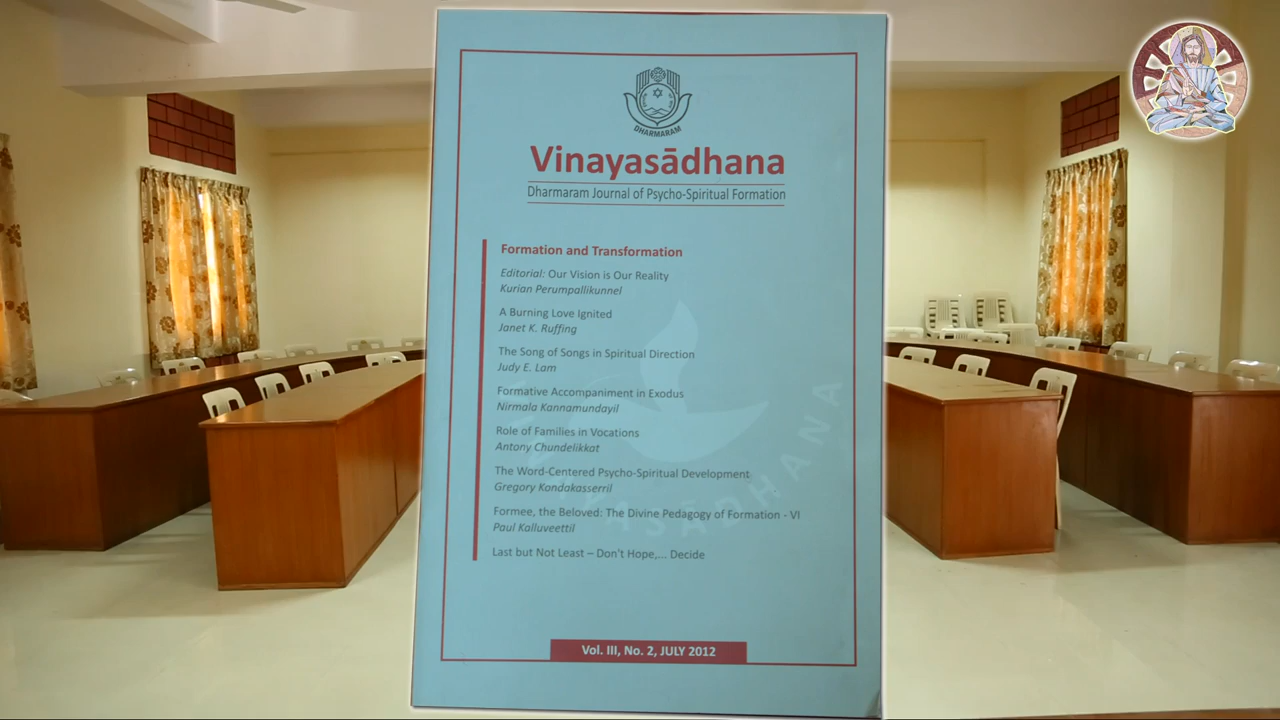 DHARMARAM
Vinayasādhana
Dharmaram Journal of Psycho-Spiritual Formation
Formation and Transformation
Editorial: Our Vision is Our Reality
Kurian Perumpallikunnel
A Burning Love Ignited
Janet K. Ruffing
The Song of Songs in Spiritual Direction
Judy E. Lam
Formative Accompaniment in Exodus
Nirmala Kannamundayil
Role of Families in Vocations
Antony Chundelikkat
The Word-Centered Psycho-Spiritual Development
Gregory Kondakasserril
Formee, the Beloved: The Divine Pedagogy of Formation - VI
Paul Kalluveettil
Last but Not Least – Don't Hope,... Decide
Vol. III, No. 2, JULY 2012